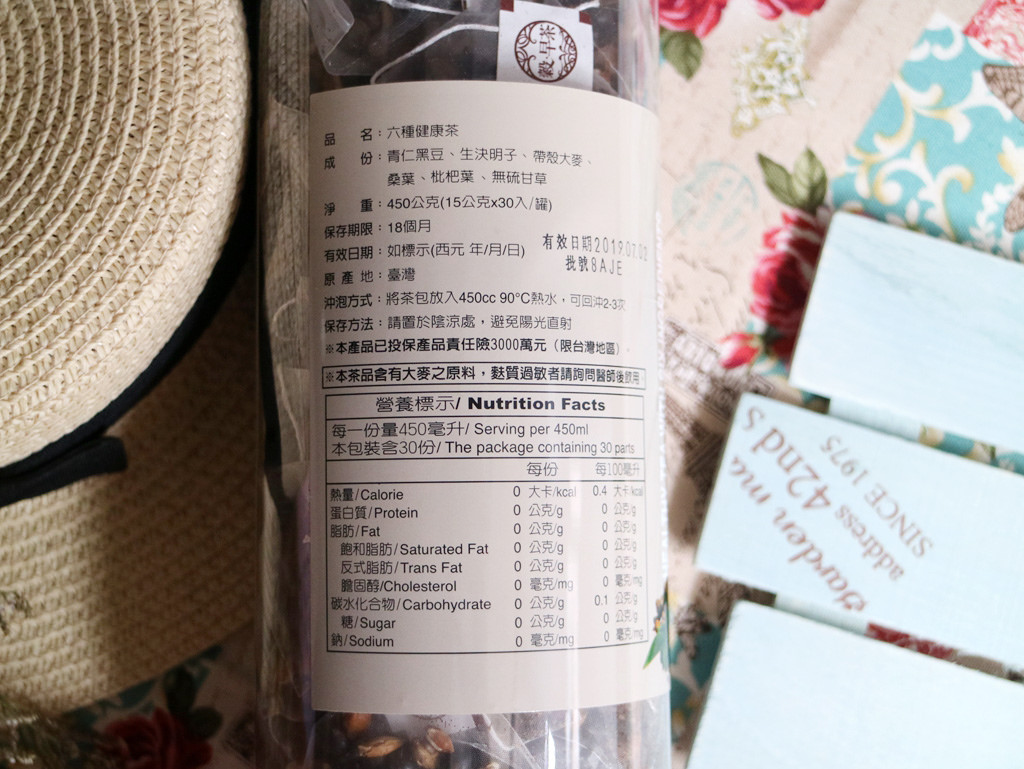 穀早茶
品 名：六種健康茶
成 份：青仁黑豆、生決明子、帶殼大麥、
桑葉、枇杷葉、無硫甘草
淨 重：450公克(15公克x30入/罐)
保存期限：18個月
有效日期：如標示(西元 年/月/日)
有效日期2019.07.02
批號8AJE
原 產 地：臺灣
沖泡方式：將茶包放入450cc 90°C熱水，可回沖2-3次
保存方法：請置於陰涼處，避免陽光直射
※本產品已投保產品責任險3000萬元（限台灣地區）
※本茶品含有大麥之原料，麩質過敏者請詢問醫師後飲用
營養標示/ Nutrition Facts
每一份量450毫升/ Serving per 450ml
本包裝含30份/ The package containing 30 parts
每份 每100毫升
熱量/Calorie 0 大卡/kcal 0.4 大卡/kcal
蛋白質/Protein 0 公克/g 0 公克/g
脂肪/Fat 0 公克/g 0 公克/g
飽和脂肪/Saturated Fat 0 公克/g 0 公克/g
反式脂肪/Trans Fat 0 公克/g 0 公克/g
膽固醇/Cholesterol 0 毫克/mg 0 毫克/mg
碳水化合物/Carbohydrate 0 公克/g 0.1 公克/g
糖/Sugar 0 公克/g 0 公克/g
鈉/Sodium 0 毫克/mg 0 毫克/mg
Garden mu
address 42nd s
SINCE 1975